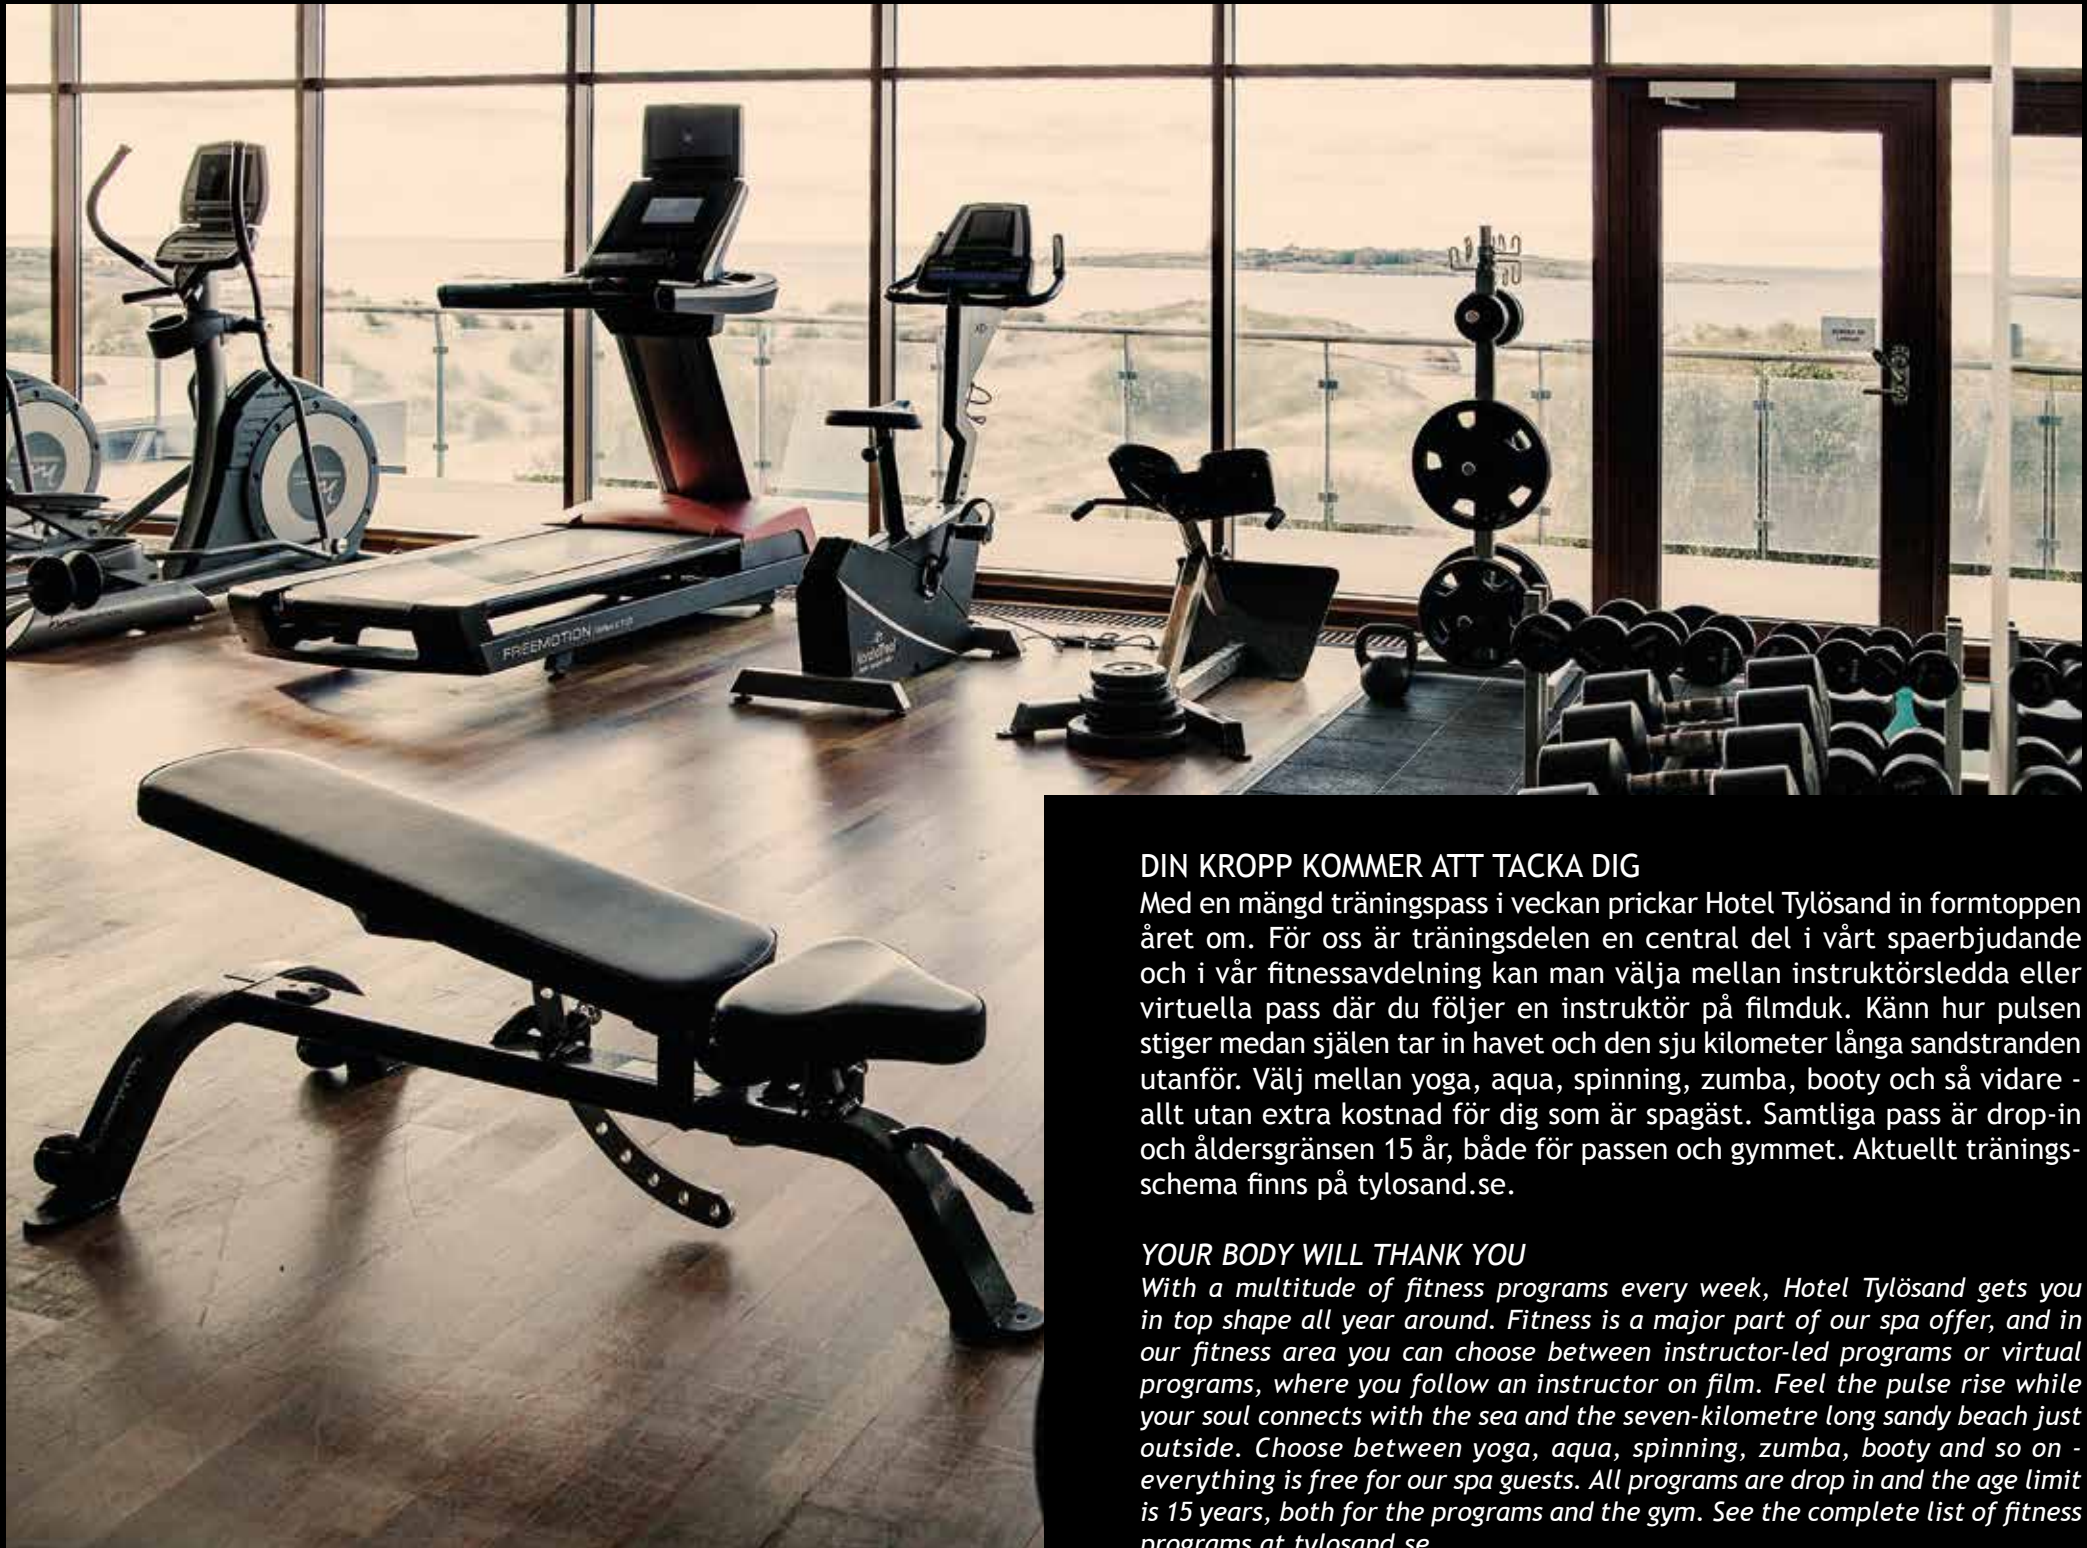 FREEMOTION
NordicTrack
DIN KROPP KOMMER ATT TACKA DIG
Med en mängd träningspass i veckan prickar Hotel Tylösand in formtoppen
året om. För oss är träningsdelen en central del i vårt spaerbjudande
och i vår fitnessavdelning kan man välja mellan instruktörsledda eller
virtuella pass där du följer en instruktör på filmduk. Känn hur pulsen
stiger medan själen tar in havet och den sju kilometer långa sandstranden
utanför. Välj mellan yoga, aqua, spinning, zumba, booty och så vidare -
allt utan extra kostnad för dig som är spagäst. Samtliga pass är drop-in
och åldersgränsen 15 år, både för passen och gymmet. Aktuellt tränings-
schema finns på tylosand.se.
YOUR BODY WILL THANK YOU
With a multitude of fitness programs every week, Hotel Tylösand gets you
in top shape all year around. Fitness is a major part of our spa offer, and in
our fitness area you can choose between instructor-led programs or virtual
programs, where you follow an instructor on film. Feel the pulse rise while
your soul connects with the sea and the seven-kilometre long sandy beach just
outside. Choose between yoga, aqua, spinning, zumba, booty and so on -
everything is free for our spa guests. All programs are drop in and the age limit
is 15 years, both for the programs and the gym. See the complete list of fitness
programs at tylosand.se